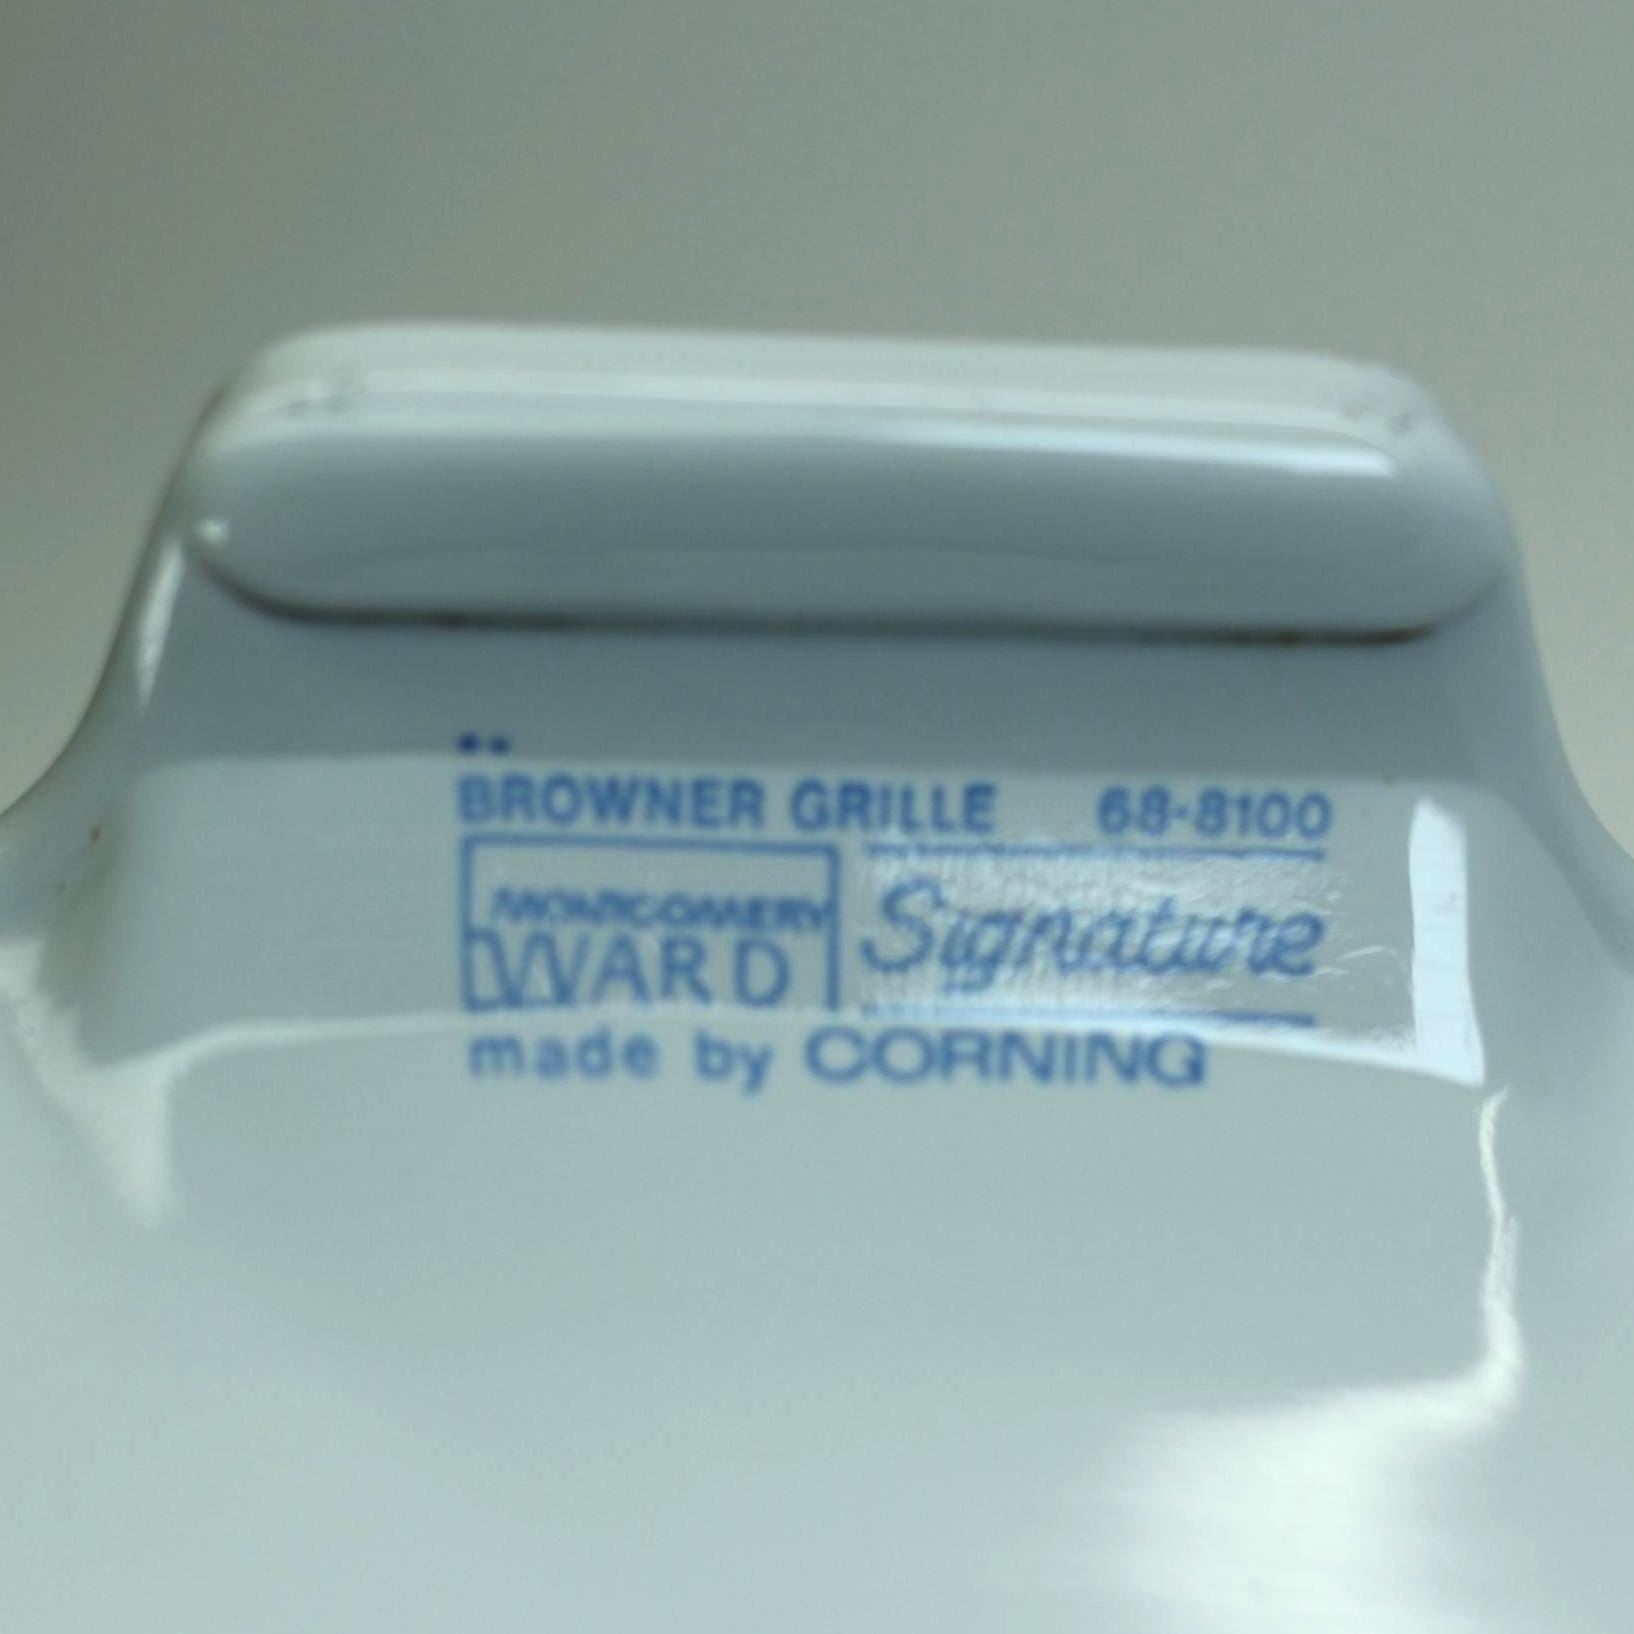 BROWNER GRILLE 68-8100
MONTGOMERY
WARD
Signature
made by CORNING